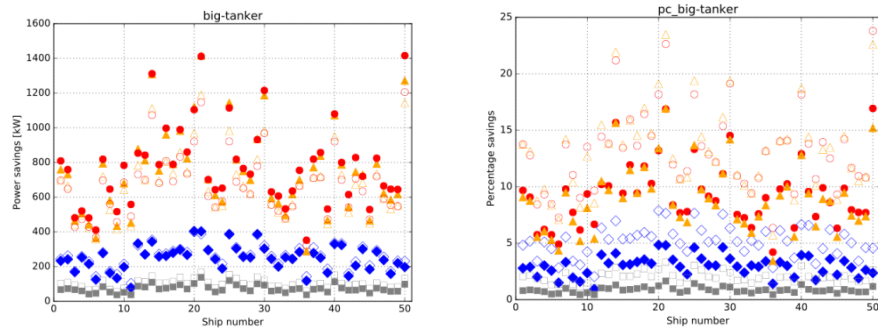 big-tanker
1600
1400
1200
1000
800
600
400
200
0
0 10 20 30 40 50
Power savings [kW]
Ship number
pc_big-tanker
25
20
15
10
5
0
0 10 20 30 40 50
Percentage savings
Ship number